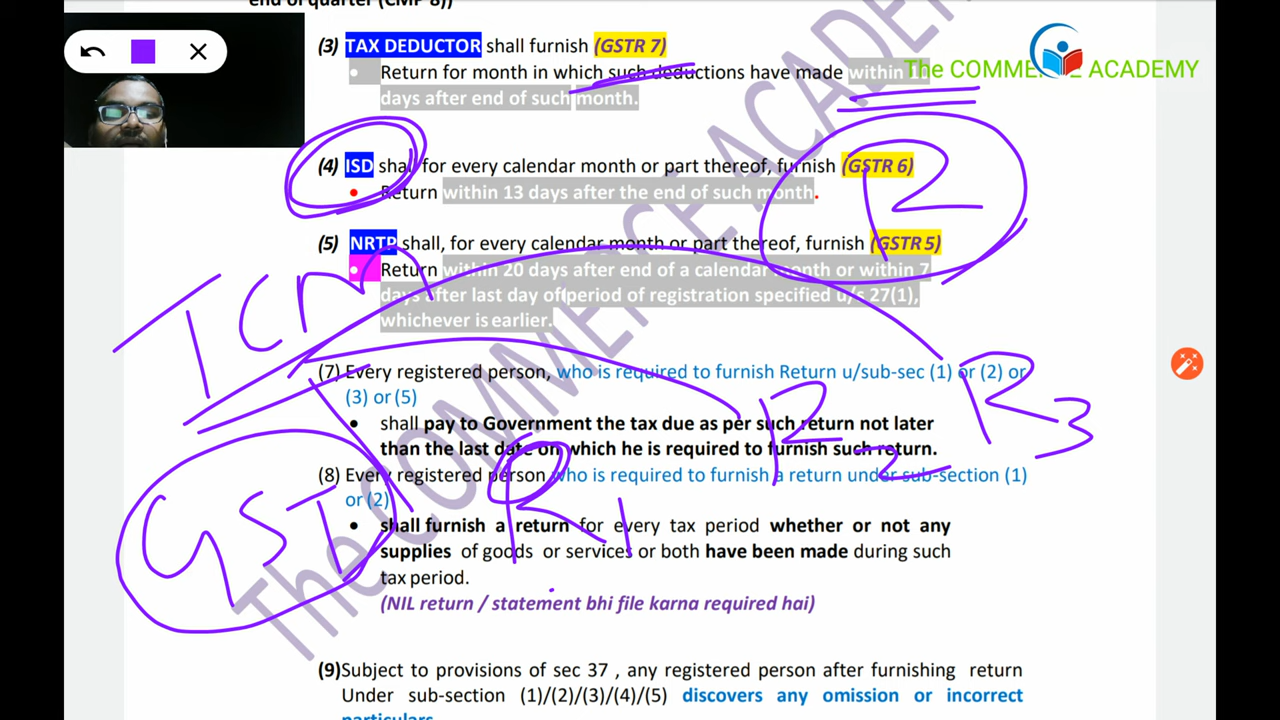 end of quarter (CMP 8))
(3) TAX DEDUCTOR shall furnish (GSTR 7)
The COMMERCE ACADEMY
Return for month in which such deductions have made within
days after end of such month.
(4) ISD shall for every calendar month or part thereof, furnish (GSTR 6)
• Return within 13 days after the end of such month.
(5) NRTP shall, for every calendar month or part thereof, furnish (GSTR 5)
• Return within 20 days after end of a calendar month or within 7
days after last day of period of registration specified u/s 27(1),
whichever is earlier.
(7) Every registered person, who is required to furnish Return u/sub-sec (1) or (2) or
(3) or (5)
• shall pay to Government the tax due as per such return not later
than the last date on which he is required to furnish such return.
(8) Every registered person who is required to furnish a return under sub-section (1)
or (2)
• shall furnish a return for every tax period whether or not any
supplies of goods or services or both have been made during such
tax period.
(NIL return / statement bhi file karna required hai)
(9)Subject to provisions of sec 37 , any registered person after furnishing return
Under sub-section (1)/(2)/(3)/(4)/(5) discovers any omission or incorrect
particulars
The COMMERCE ACADEMY
R
R
R3
R1
R2